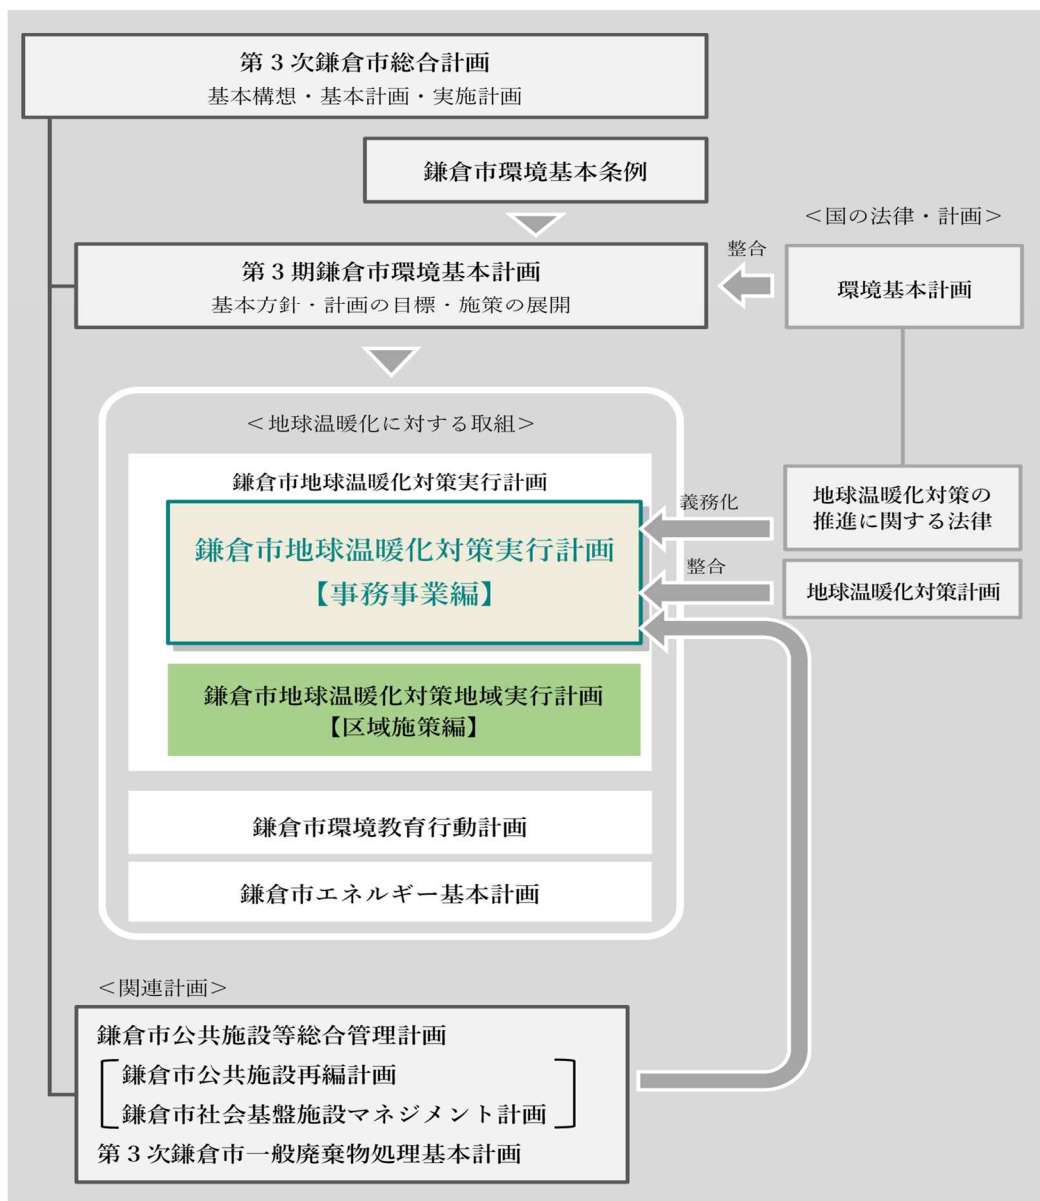 第3次鎌倉市総合計画
基本構想・基本計画・実施計画
鎌倉市環境基本条例
＜国の法律・計画＞
整合
第3期鎌倉市環境基本計画
基本方針・計画の目標・施策の展開
環境基本計画
＜地球温暖化に対する取組＞
鎌倉市地球温暖化対策実行計画
鎌倉市地球温暖化対策実行計画
【事務事業編】
義務化
地球温暖化対策の
推進に関する法律
整合
地球温暖化対策計画
鎌倉市地球温暖化対策地域実行計画
【区域施策編】
鎌倉市環境教育行動計画
鎌倉市エネルギー基本計画
＜関連計画＞
鎌倉市公共施設等総合管理計画
鎌倉市公共施設再編計画
鎌倉市社会基盤施設マネジメント計画
第3次鎌倉市一般廃棄物処理基本計画